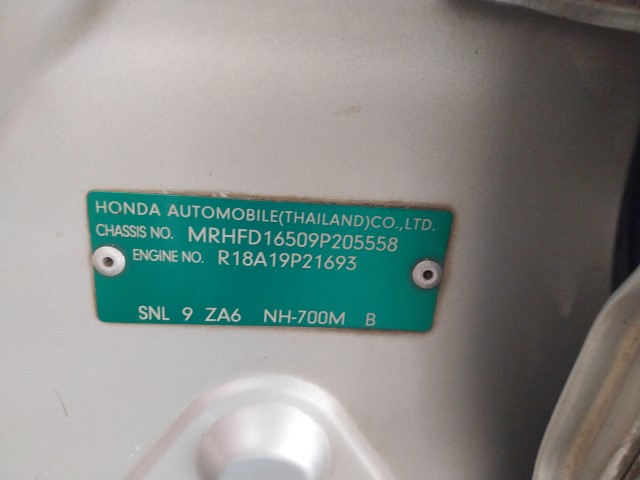 HONDA AUTOMOBILE(THAILAND)CO.,LTD.
CHASSIS NO. MRHFD16509P205558
ENGINE NO. R18A19P21693
SNL 9 ZA6 NH-700M B